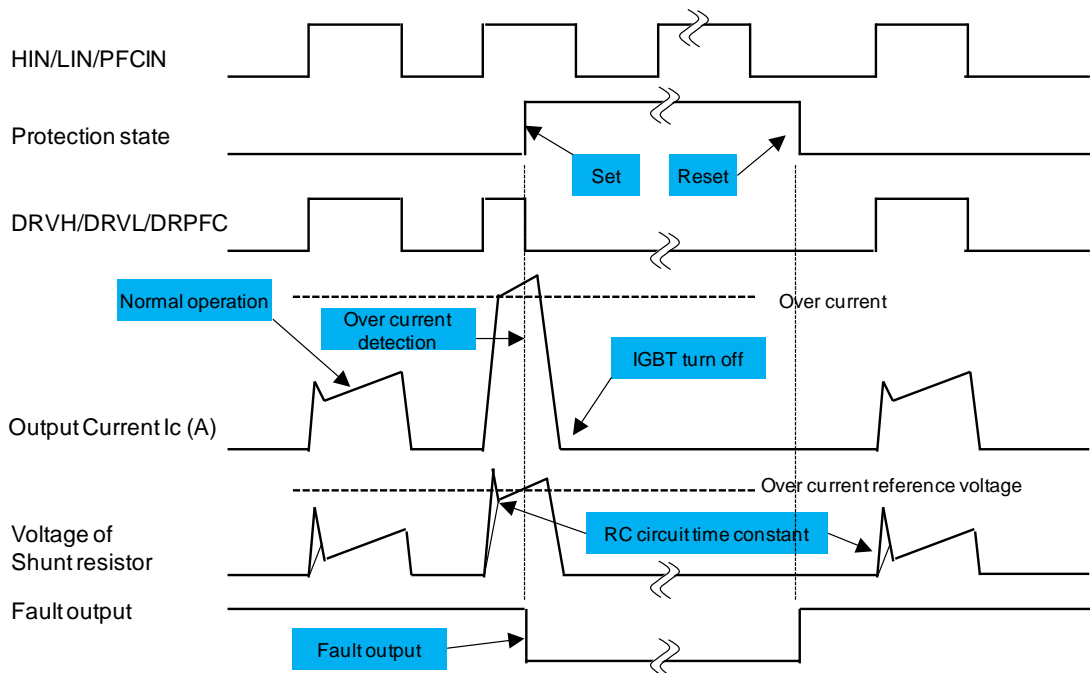 HIN/LIN/PFCIN
Protection state
Set
Reset
DRVH/DRVL/DRPFC
Normal operation
Over current
Over current
detection
IGBT turn off
Output Current Ic (A)
Over current reference voltage
RC circuit time constant
Voltage of
Shunt resistor
Fault output
Fault output